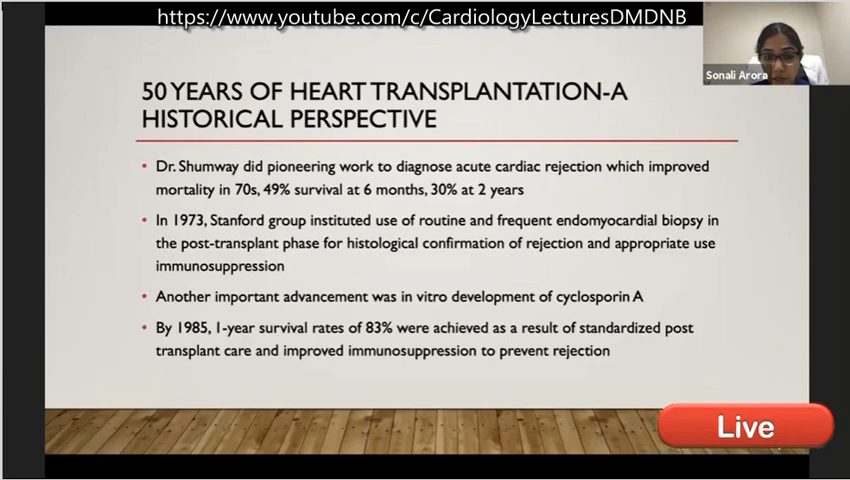 https://www.youtube.com/c/CardiologyLecturesDMDNB
Sonali Arora
50 YEARS OF HEART TRANSPLANTATION-A
HISTORICAL PERSPECTIVE
• Dr. Shumway did pioneering work to diagnose acute cardiac rejection which improved
mortality in 70s, 49% survival at 6 months, 30% at 2 years
• In 1973, Stanford group instituted use of routine and frequent endomyocardial biopsy in
the post-transplant phase for histological confirmation of rejection and appropriate use
immunosuppression
• Another important advancement was in vitro development of cyclosporin A
• By 1985, 1-year survival rates of 83% were achieved as a result of standardized post
transplant care and improved immunosuppression to prevent rejection
Live